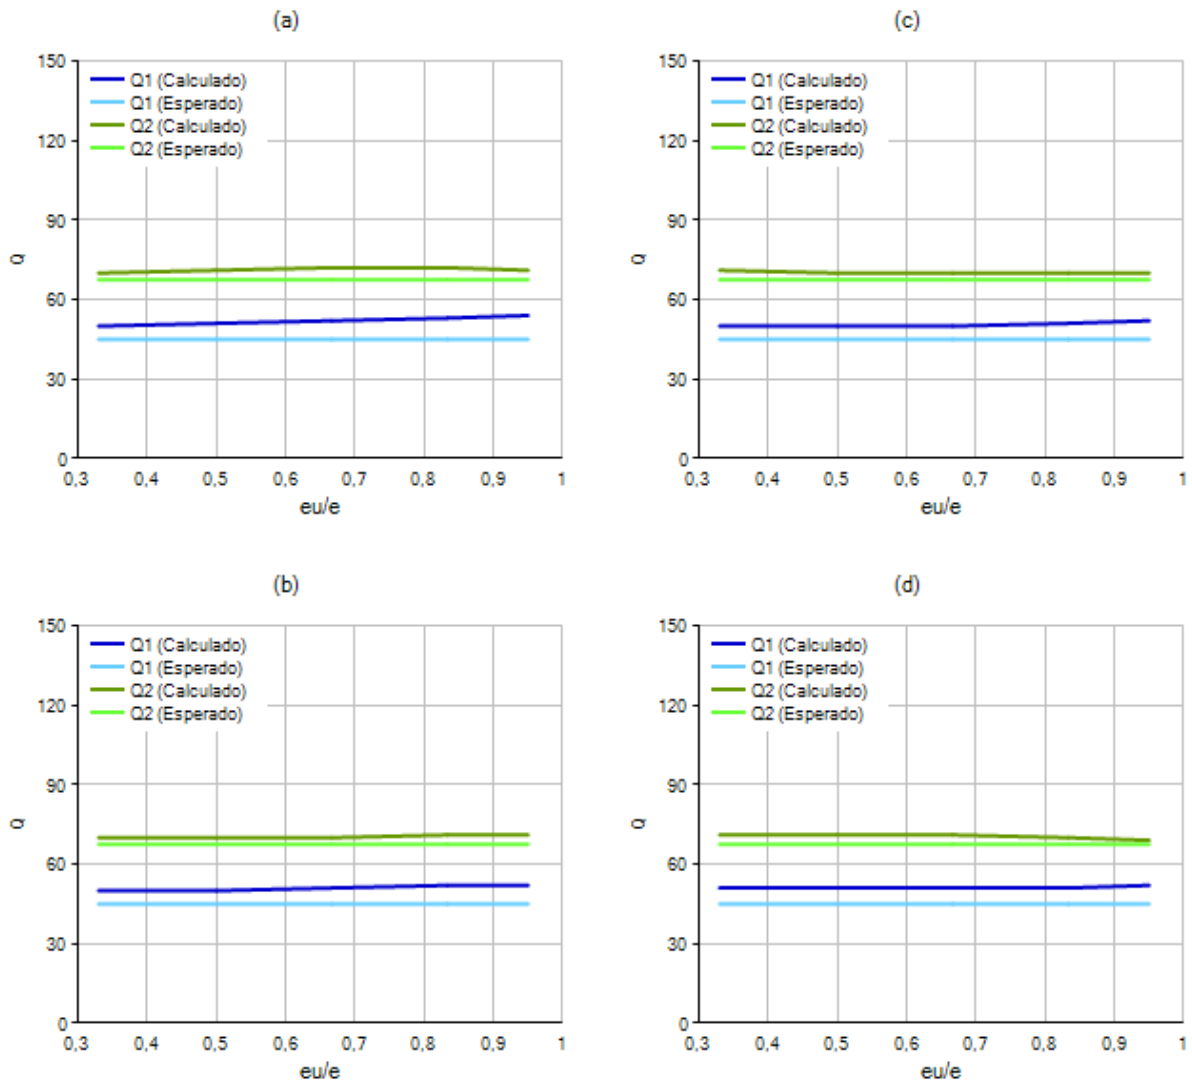 (a)
150
120
90
60
30
0
Q
Q1 (Calculado)
Q1 (Esperado)
Q2 (Calculado)
Q2 (Esperado)
0,3 0,4 0,5 0,6 0,7 0,8 0,9 1
eu/e
(c)
150
120
90
60
30
0
Q
Q1 (Calculado)
Q1 (Esperado)
Q2 (Calculado)
Q2 (Esperado)
0,3 0,4 0,5 0,6 0,7 0,8 0,9 1
eu/e
(b)
150
120
90
60
30
0
Q
Q1 (Calculado)
Q1 (Esperado)
Q2 (Calculado)
Q2 (Esperado)
0,3 0,4 0,5 0,6 0,7 0,8 0,9 1
eu/e
(d)
150
120
90
60
30
0
Q
Q1 (Calculado)
Q1 (Esperado)
Q2 (Calculado)
Q2 (Esperado)
0,3 0,4 0,5 0,6 0,7 0,8 0,9 1
eu/e